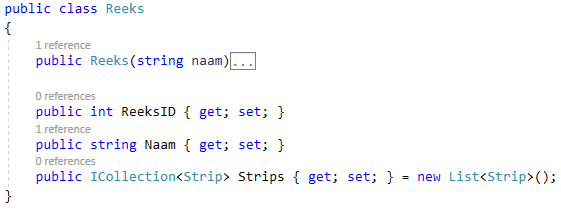 public class Reeks
{
1 reference
public Reeks(string naam)...
0 references
public int ReeksID { get; set; }
1 reference
public string Naam { get; set; }
0 references
public ICollection<Strip> Strips { get; set; } = new List<Strip>();
}